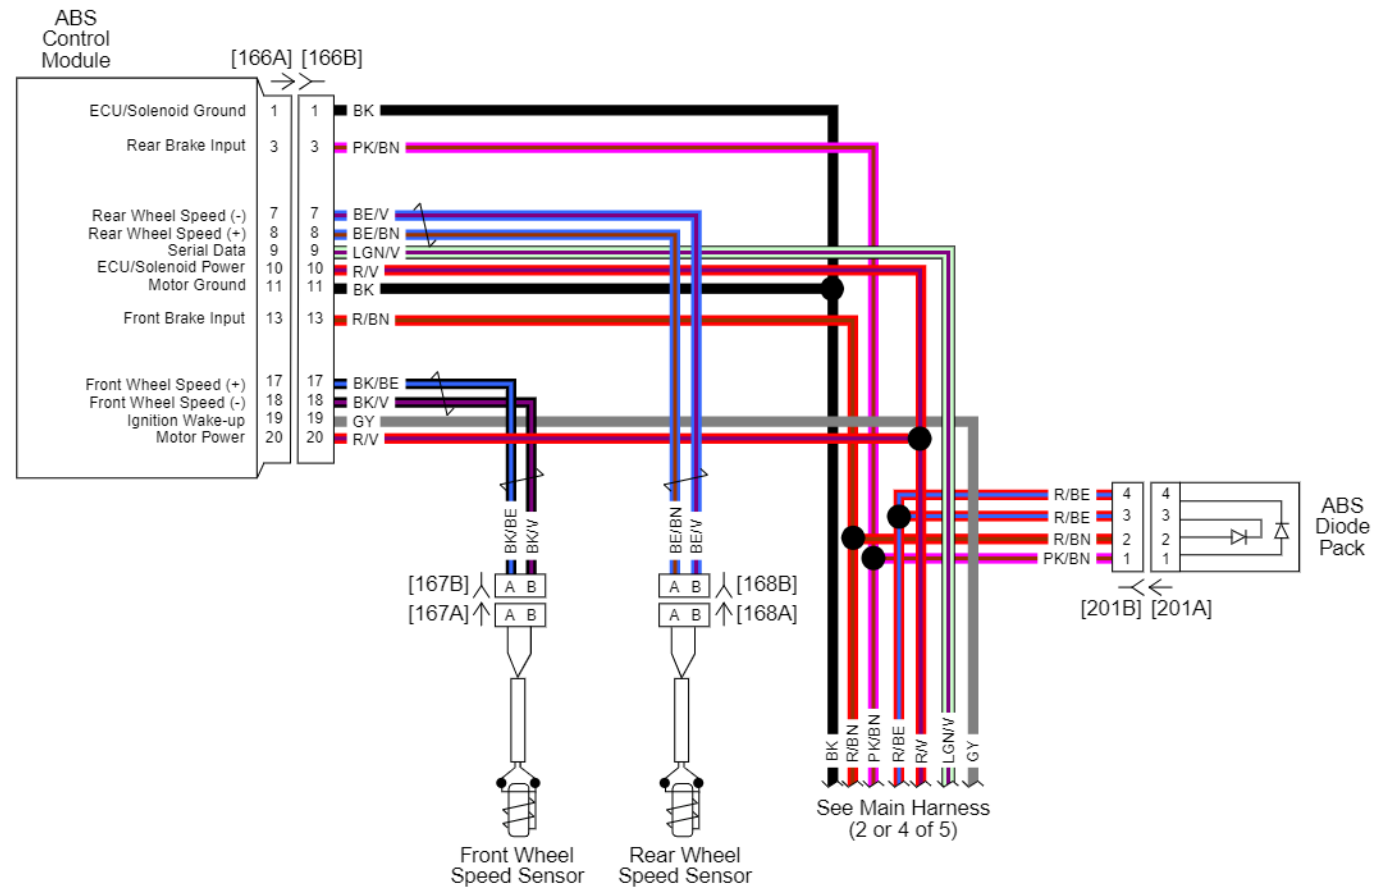 ABS
Control
Module
[166A] [166B]
ECU/Solenoid Ground 1 1 BK
Rear Brake Input 3 3 PK/BN
Rear Wheel Speed (-) 7 7 BE/V
Rear Wheel Speed (+) 8 8 BE/BN
Serial Data 9 9 LGN/V
ECU/Solenoid Power 10 10 R/V
Motor Ground 11 11 BK
Front Brake Input 13 13 R/BN
Front Wheel Speed (+) 17 17 BK/BE
Front Wheel Speed (-) 18 18 BK/V
Ignition Wake-up 19 19 GY
Motor Power 20 20 R/V
R/BE 4 4
R/BE 3 3
R/BN 2 2
PK/BN 1 1
ABS
Diode
Pack
[201B] [201A]
BK/BE BK/V BE/BN BE/V
[167B] A B A B [168B]
[167A] A B A B [168A]
BK R/BN PK/BN R/BE R/V LGN/V GY
See Main Harness
(2 or 4 of 5)
Front Wheel
Speed Sensor
Rear Wheel
Speed Sensor